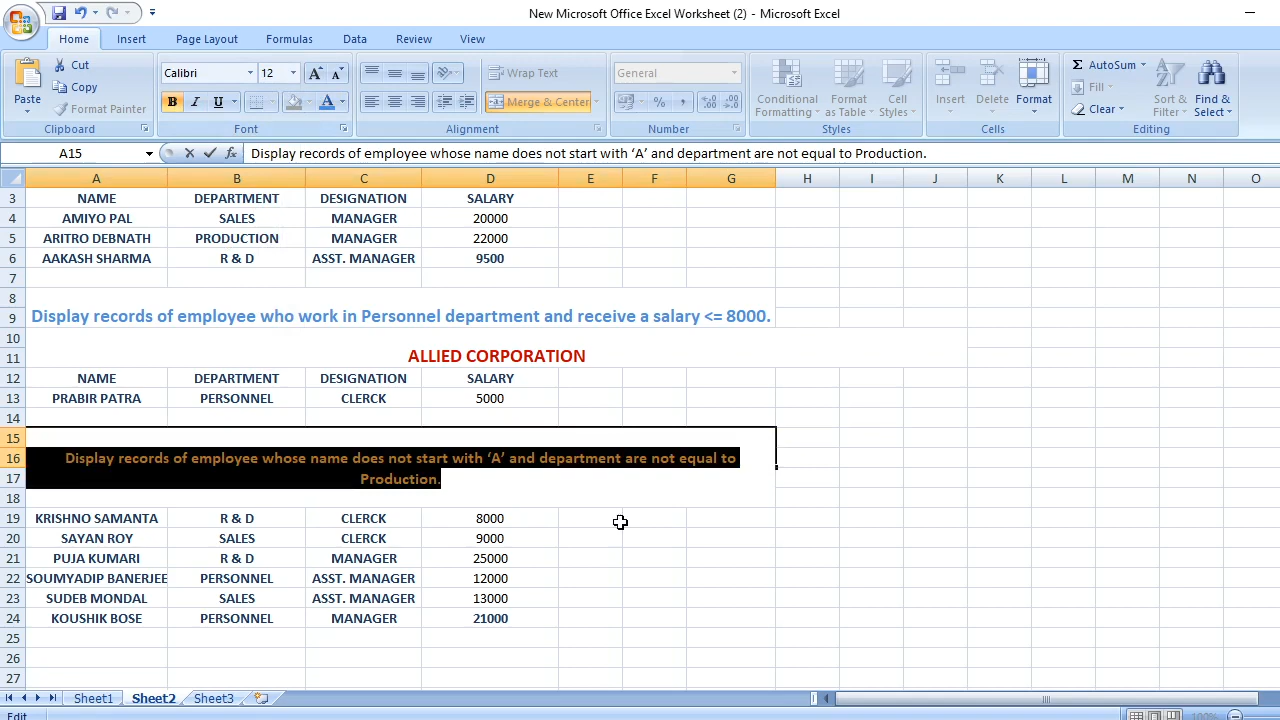 New Microsoft Office Excel Worksheet (2) - Microsoft Excel
Home Insert Page Layout Formulas Data Review View
Paste
Cut
Copy
Format Painter
Clipboard
Calibri 12
B I U
Font
Wrap Text
Merge & Center
Alignment
General
% ,
Number
Conditional Formatting
Format as Table
Cell Styles
Styles
Insert Delete Format
Cells
Σ AutoSum
Fill
Clear
Sort & Filter
Find & Select
Editing
A15 fx Display records of employee whose name does not start with ‘A’ and department are not equal to Production.
A B C D E F G H I J K L M N O
3 NAME DEPARTMENT DESIGNATION SALARY
4 AMIYO PAL SALES MANAGER 20000
5 ARITRO DEBNATH PRODUCTION MANAGER 22000
6 AAKASH SHARMA R & D ASST. MANAGER 9500
7
8
9 Display records of employee who work in Personnel department and receive a salary <= 8000.
10
11 ALLIED CORPORATION
12 NAME DEPARTMENT DESIGNATION SALARY
13 PRABIR PATRA PERSONNEL CLERCK 5000
14
15
16 Display records of employee whose name does not start with ‘A’ and department are not equal to
17 Production.
18
19 KRISHNO SAMANTA R & D CLERCK 8000
20 SAYAN ROY SALES CLERCK 9000
21 PUJA KUMARI R & D MANAGER 25000
22 SOUMYADIP BANERJEE PERSONNEL ASST. MANAGER 12000
23 SUDEB MONDAL SALES ASST. MANAGER 13000
24 KOUSHIK BOSE PERSONNEL MANAGER 21000
25
26
27
Sheet1 Sheet2 Sheet3
Edit 100%